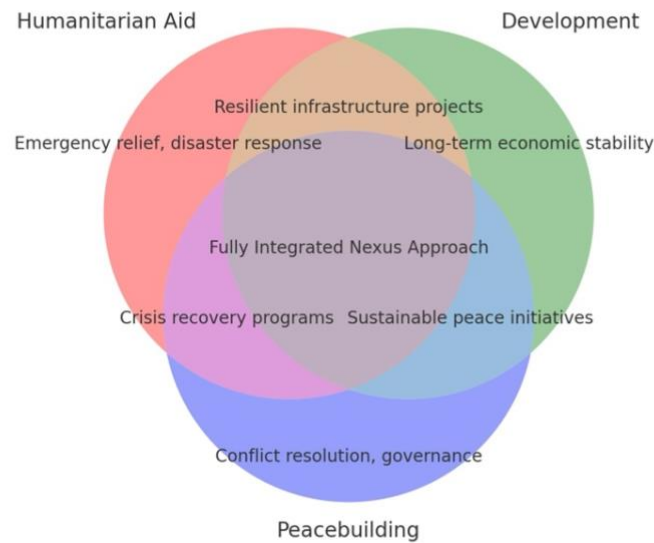 Humanitarian Aid
Development
Resilient infrastructure projects
Emergency relief, disaster response
Long-term economic stability
Fully Integrated Nexus Approach
Crisis recovery programs
Sustainable peace initiatives
Conflict resolution, governance
Peacebuilding